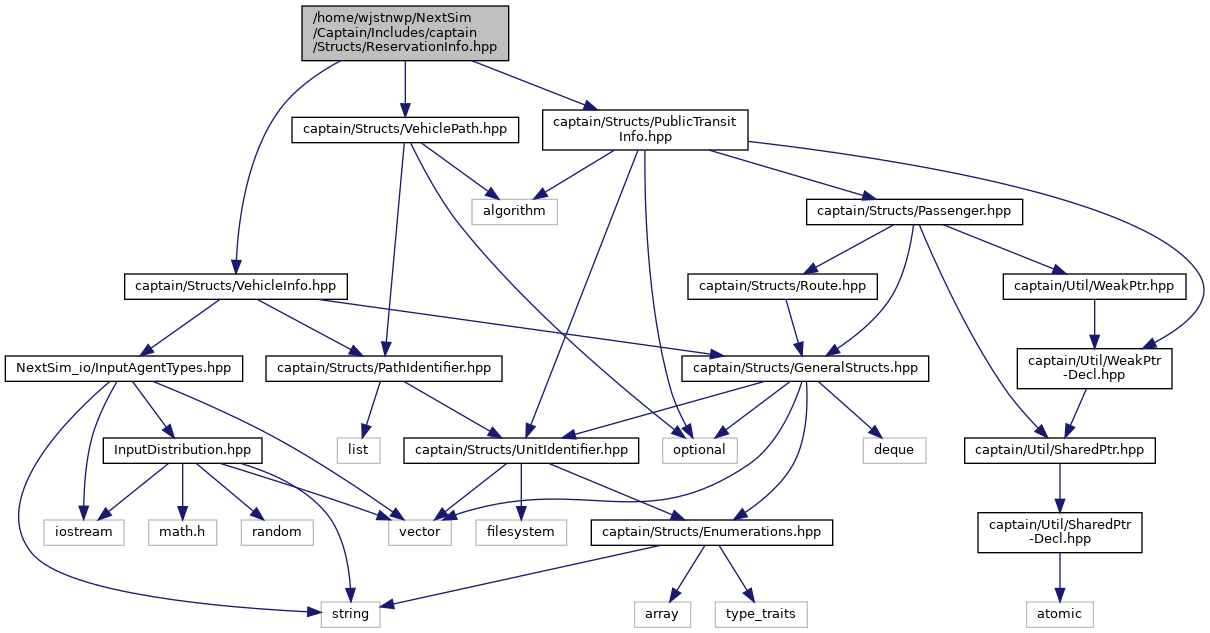 /home/wjstnwp/NextSim
/Captain/Includes/captain
/Structs/ReservationInfo.hpp
captain/Structs/VehiclePath.hpp
captain/Structs/PublicTransit
Info.hpp
algorithm
captain/Structs/Passenger.hpp
captain/Structs/VehicleInfo.hpp
captain/Structs/Route.hpp
captain/Util/WeakPtr.hpp
NextSim_io/InputAgentTypes.hpp
captain/Structs/PathIdentifier.hpp
captain/Structs/GeneralStructs.hpp
captain/Util/WeakPtr
-Decl.hpp
InputDistribution.hpp
list
captain/Structs/UnitIdentifier.hpp
optional
deque
captain/Util/SharedPtr.hpp
iostream
math.h
random
vector
filesystem
captain/Structs/Enumerations.hpp
captain/Util/SharedPtr
-Decl.hpp
string
array
type_traits
atomic